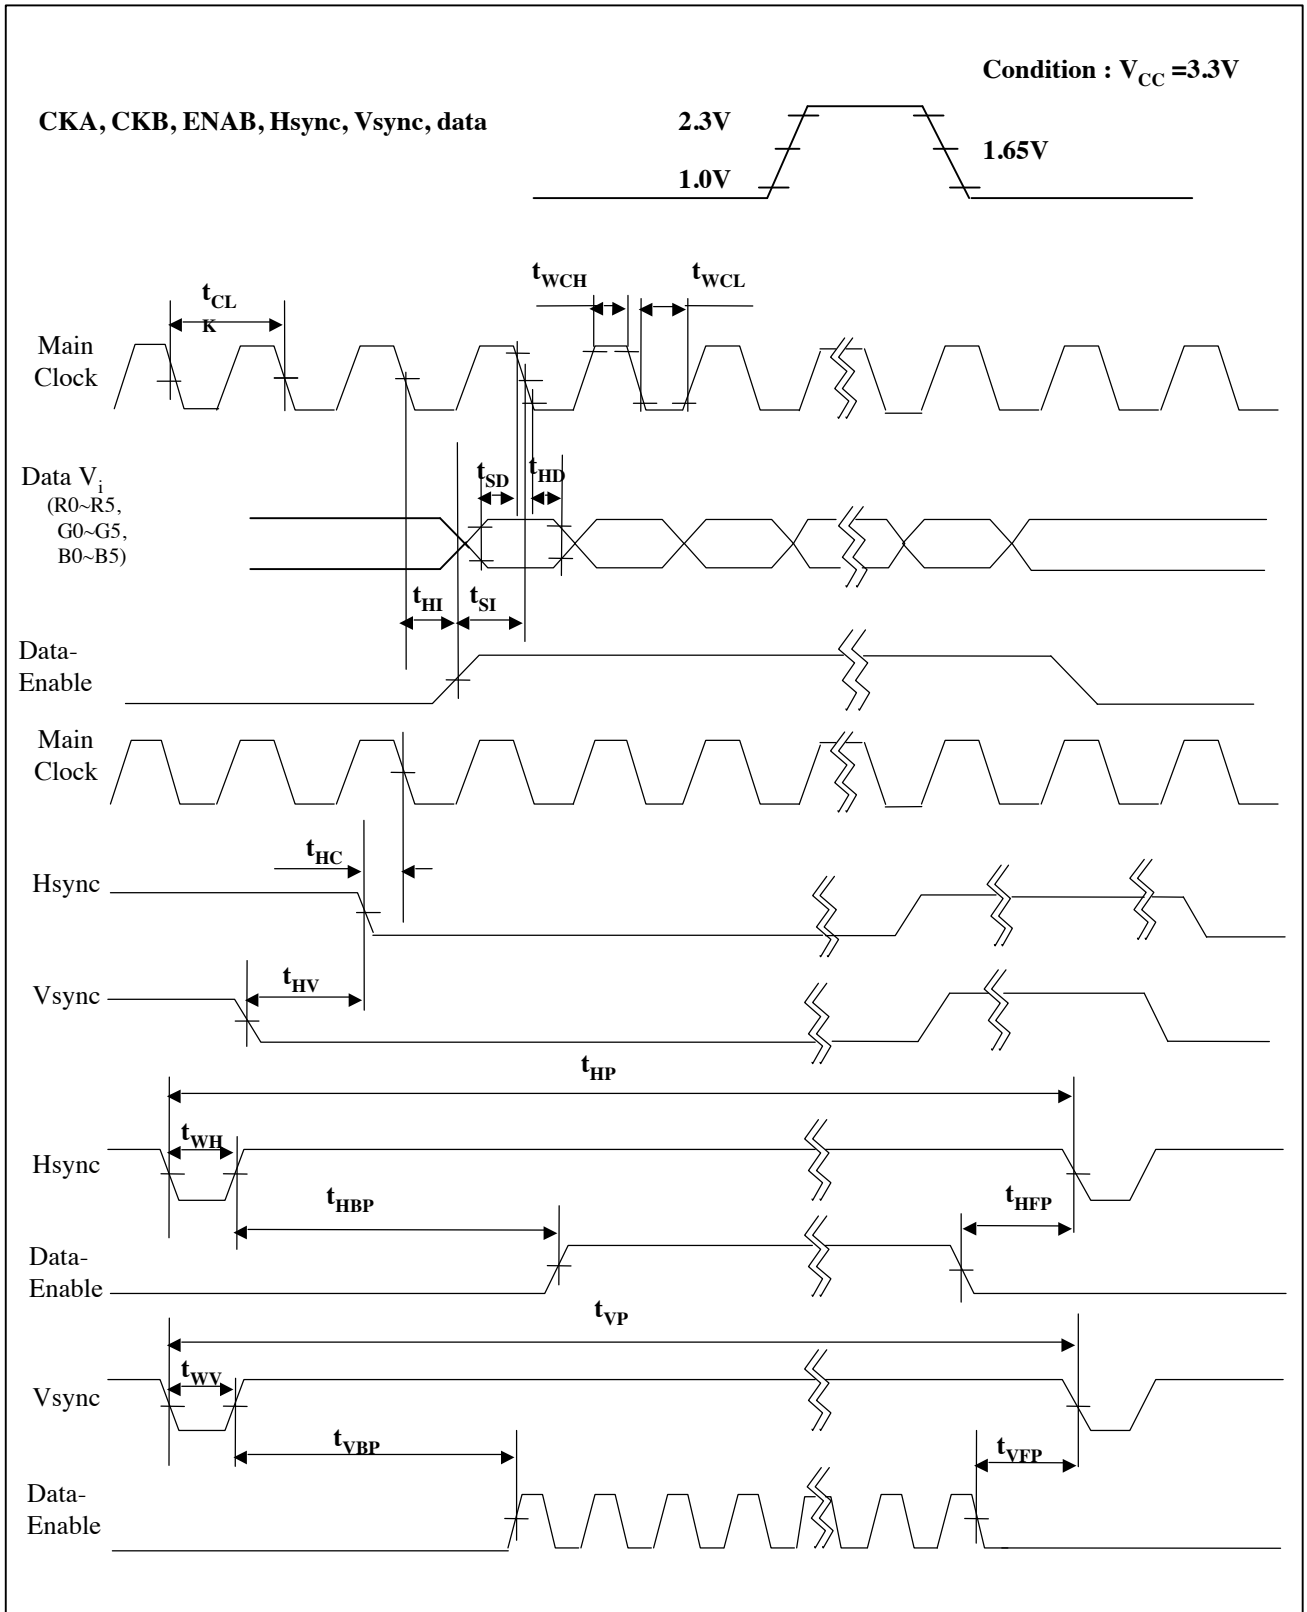 Condition : VCC =3.3V
CKA, CKB, ENAB, Hsync, Vsync, data
2.3V
1.65V
1.0V
tWCH
tWCL
tCL
K
Main
Clock
Data Vi
(R0~R5,
G0~G5,
B0~B5)
tSD
tHD
tHI
tSI
Data-
Enable
Main
Clock
tHC
Hsync
tHV
Vsync
tHP
tWH
Hsync
tHBP
tHFP
Data-
Enable
tVP
tWV
Vsync
tVBP
tVFP
Data-
Enable